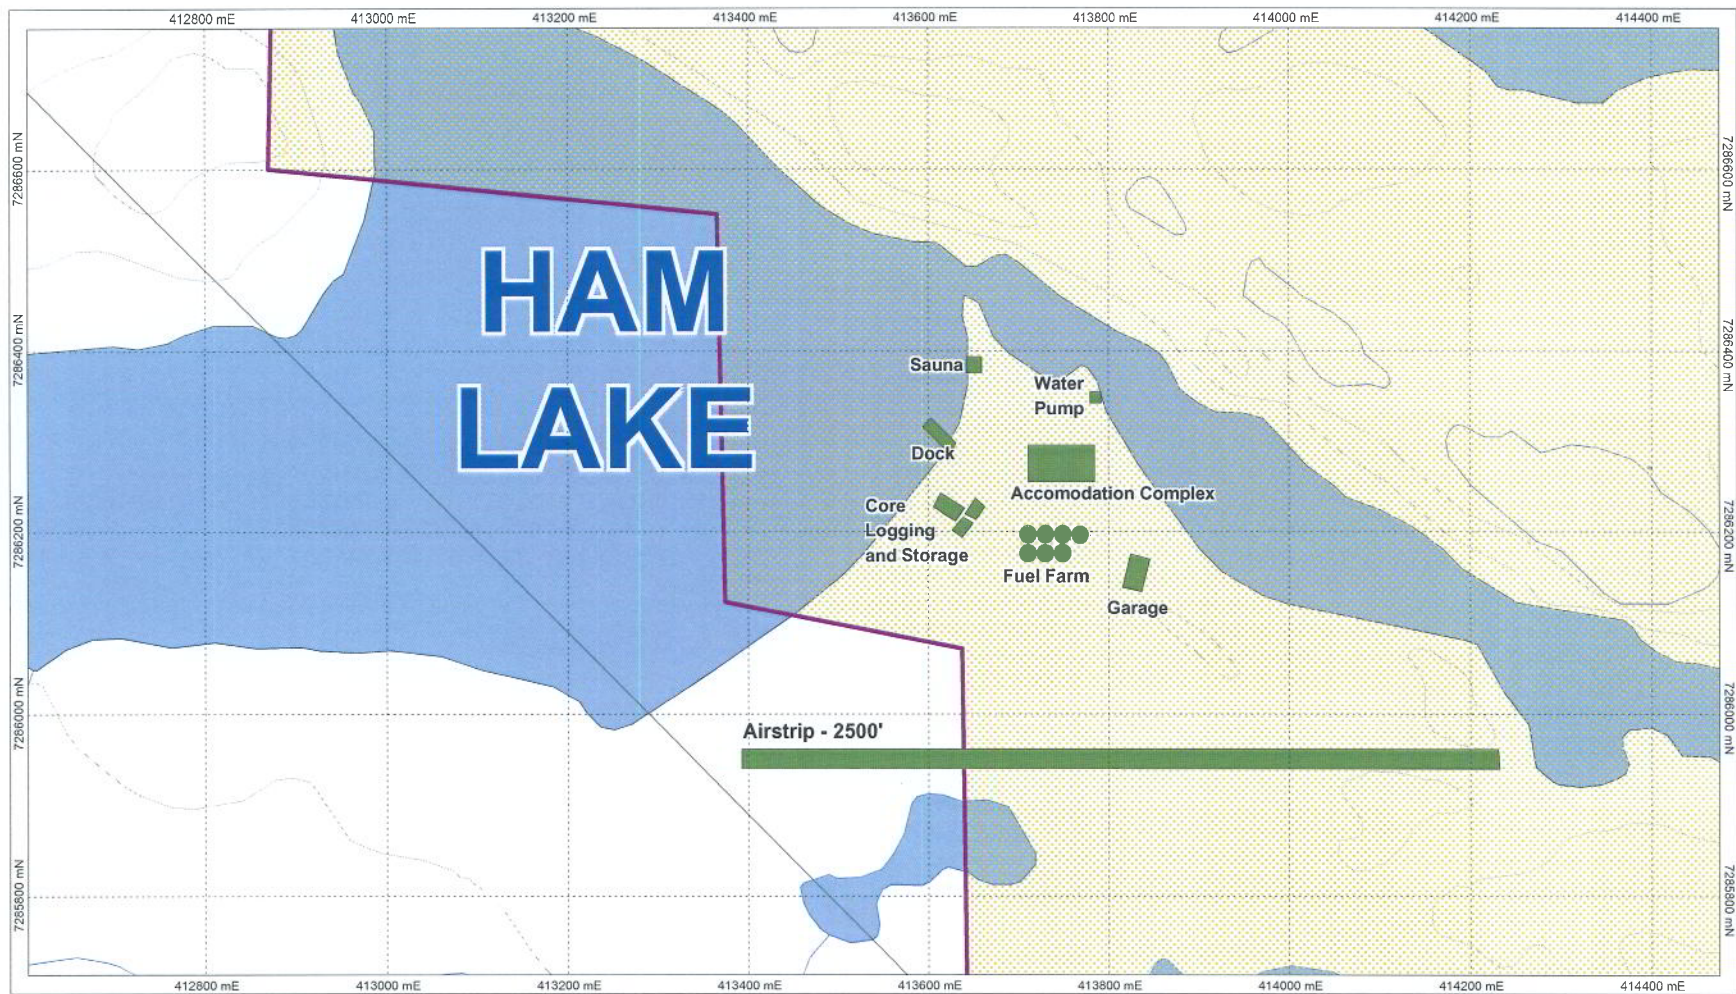 412800 mE 413000 mE 413200 mE 413400 mE 413600 mE 413800 mE 414000 mE 414200 mE 414400 mE
7286600 mN
7286600 mN
HAM
LAKE
7286400 mN
7286400 mN
Sauna
Water
Pump
Dock
Accomodation Complex
Core
Logging
and Storage
7286200 mN
7286200 mN
Fuel Farm
Garage
7286000 mN
7286000 mN
Airstrip - 2500'
7285800 mN
7285800 mN
412800 mE 413000 mE 413200 mE 413400 mE 413600 mE 413800 mE 414000 mE 414200 mE 414400 mE